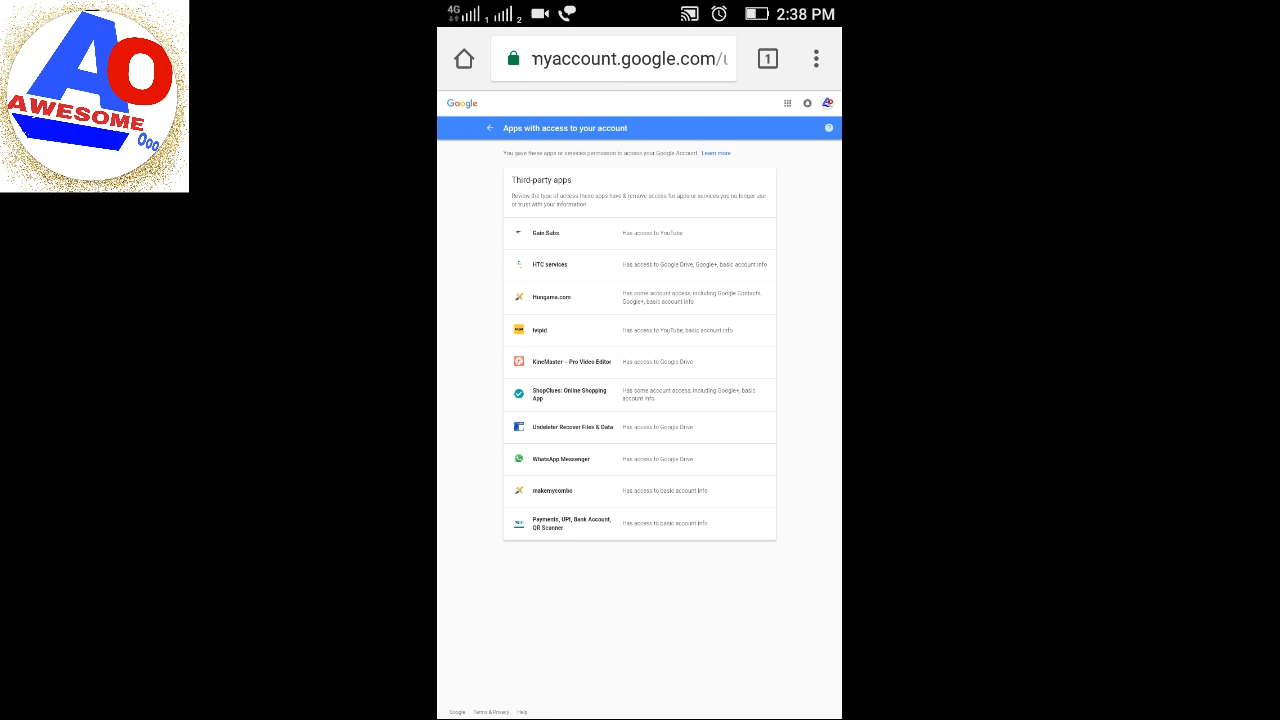 AO
AWESOME
Ooo
4G 1 2 2:38 PM
myaccount.google.com/u
1
Google
Apps with access to your account
You gave these apps or services permission to access your Google Account. Learn more
Third-party apps
Review the type of access these apps have & remove access for apps or services you no longer use
or trust with your information
Gain Subs Has access to YouTube
HTC services Has access to Google Drive, Google+, basic account info
Hungama.com Has some account access, including Google Contacts,
Google+, basic account info
Ivipid Has access to YouTube, basic account info
KineMaster – Pro Video Editor Has access to Google Drive
ShopClues: Online Shopping
App
Has some account access, including Google+, basic
account info
Undeleter Recover Files & Data Has access to Google Drive
WhatsApp Messenger Has access to Google Drive
makemycombo Has access to basic account info
Payments, UPI, Bank Account,
QR Scanner
Has access to basic account info
Google Terms & Privacy Help